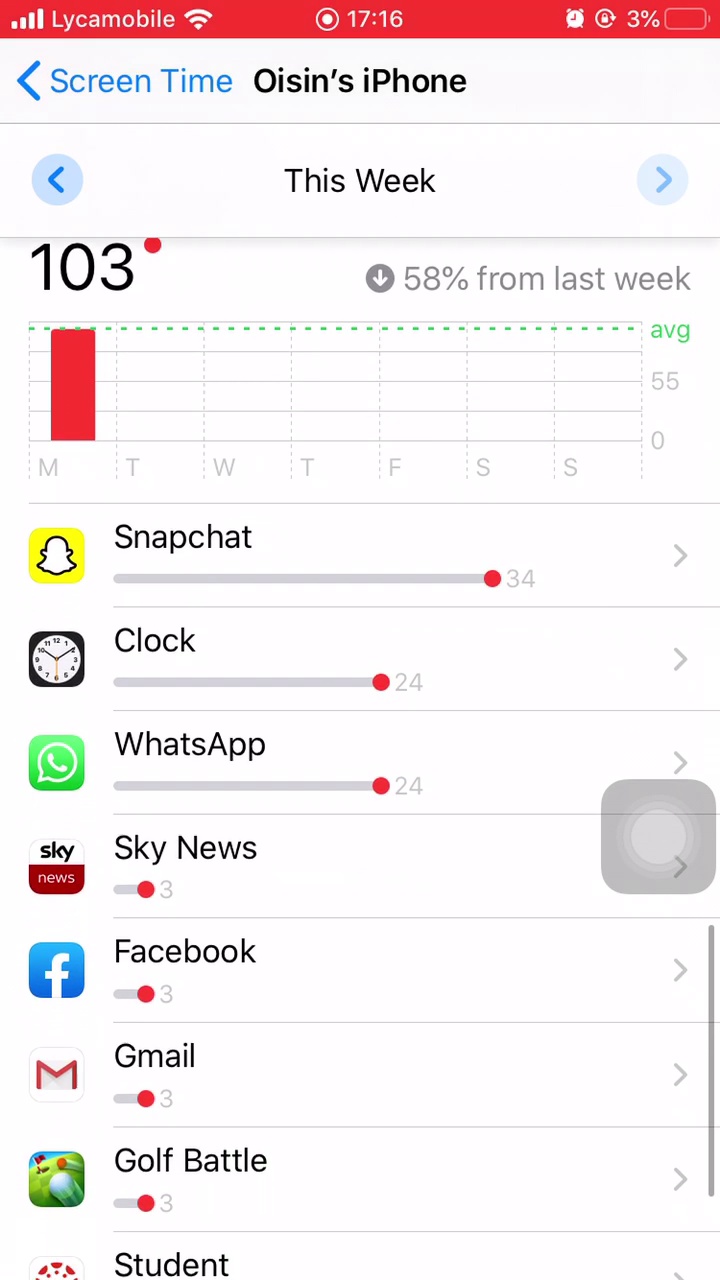 Lycamobile 17:16 3%
Screen Time Oisin's iPhone
This Week
103 58% from last week
avg
55
0
M T W T F S S
Snapchat
34
Clock
24
WhatsApp
24
sky news
Sky News
3
Facebook
3
Gmail
3
Golf Battle
3
Student